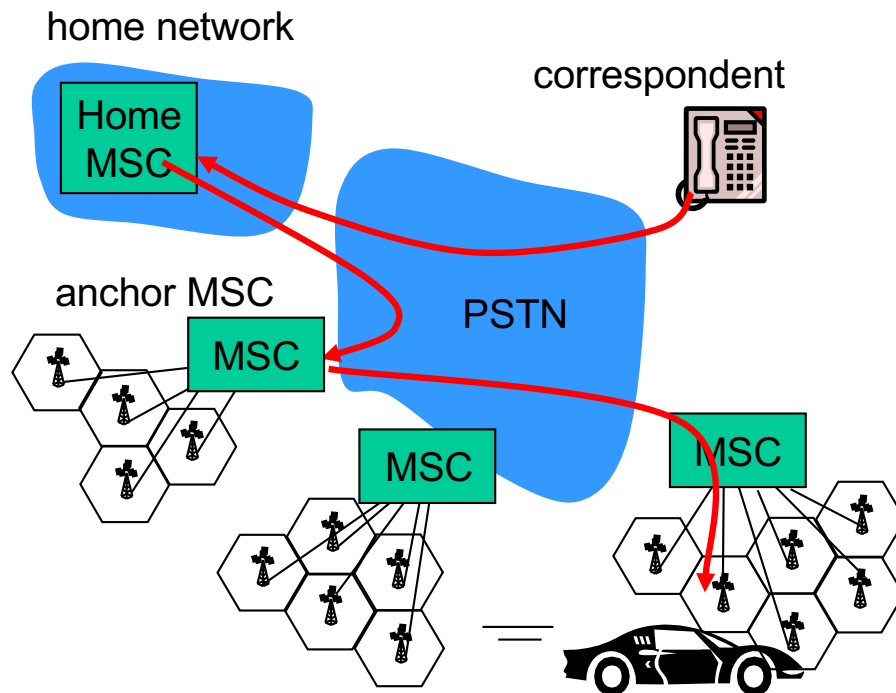 home network
correspondent
Home
MSC
PSTN
anchor MSC
MSC
MSC
MSC